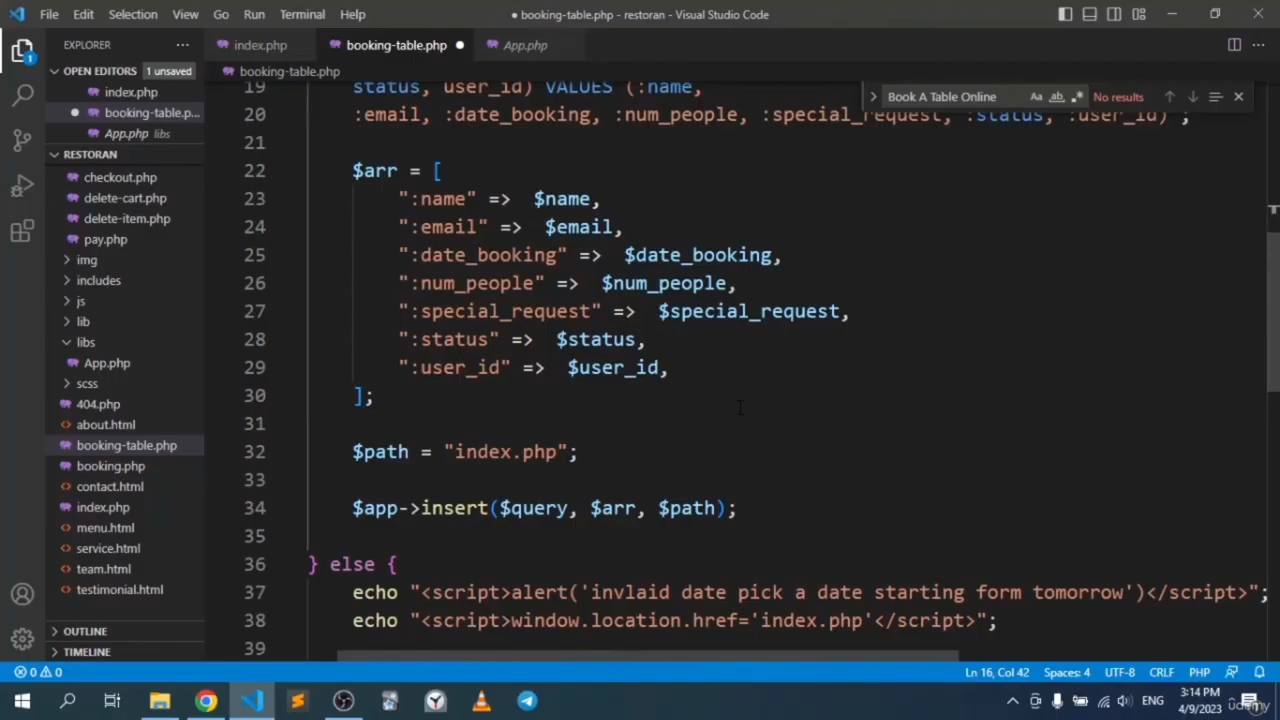 File Edit Selection View Go Run Terminal Help
● booking-table.php - restoran - Visual Studio Code
EXPLORER
index.php
booking-table.php
App.php
OPEN EDITORS 1 unsaved
index.php
booking-table.p...
App.php libs
RESTORAN
checkout.php
delete-cart.php
delete-item.php
pay.php
img
includes
js
lib
libs
App.php
scss
404.php
about.html
booking-table.php
booking.php
contact.html
index.php
menu.html
service.html
team.html
testimonial.html
OUTLINE
TIMELINE
booking-table.php
Book A Table Online
Aa ab No results
19 status, user_id) VALUES (:name,
20 :email, :date_booking, :num_people, :special_request, :status, :user_id)";
21
22 $arr = [
23 ":name" => $name,
24 ":email" => $email,
25 ":date_booking" => $date_booking,
26 ":num_people" => $num_people,
27 ":special_request" => $special_request,
28 ":status" => $status,
29 ":user_id" => $user_id,
30 ];
31
32 $path = "index.php";
33
34 $app->insert($query, $arr, $path);
35
36 } else {
37 echo "<script>alert('invlaid date pick a date starting form tomorrow')</script>";
38 echo "<script>window.location.href='index.php'</script>";
39
0 0
Ln 16, Col 42 Spaces: 4 UTF-8 CRLF PHP
ENG
3:14 PM
4/9/2023
udemy